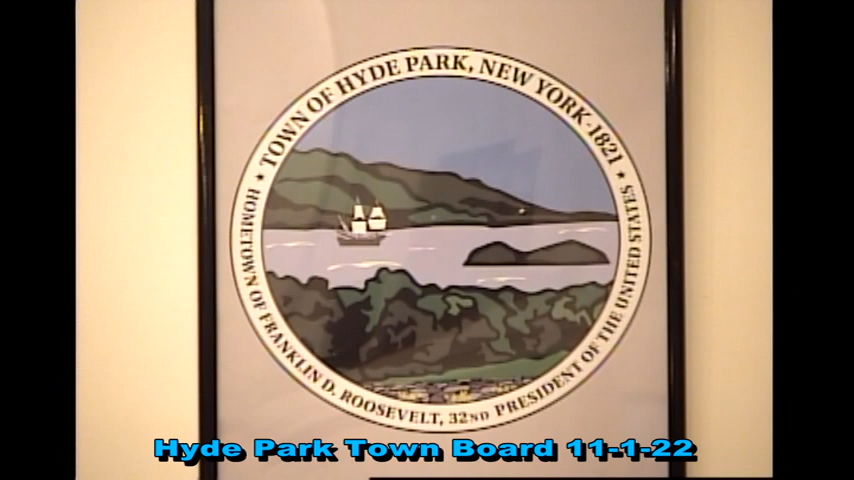 ★ TOWN OF HYDE PARK, NEW YORK-1821 ★
HOMETOWN OF FRANKLIN D. ROOSEVELT, 32ND PRESIDENT OF THE UNITED STATES
Hyde Park Town Board 11-1-22